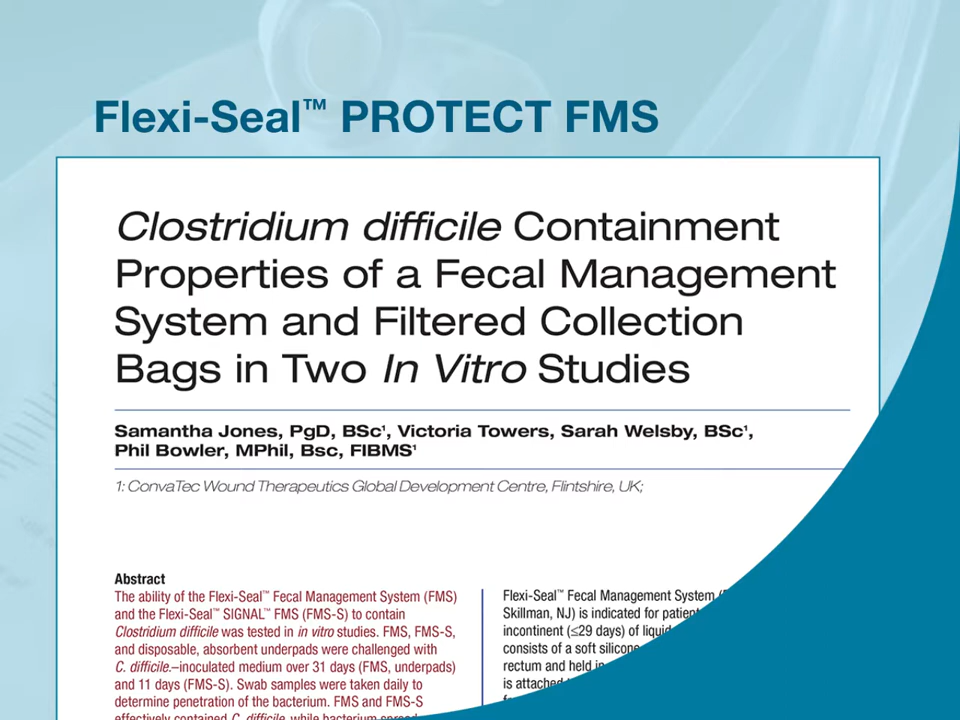 Flexi-Seal™ PROTECT FMS
Clostridium difficile Containment
Properties of a Fecal Management
System and Filtered Collection
Bags in Two In Vitro Studies
Samantha Jones, PgD, BSc¹, Victoria Towers, Sarah Welsby, BSc¹,
Phil Bowler, MPhil, Bsc, FIBMS¹
1: ConvaTec Wound Therapeutics Global Development Centre, Flintshire, UK;
Abstract
The ability of the Flexi-Seal™ Fecal Management System (FMS)
and the Flexi-Seal™ SIGNAL™ FMS (FMS-S) to contain
Clostridium difficile was tested in in vitro studies. FMS, FMS-S,
and disposable, absorbent underpads were challenged with
C. difficile.–inoculated medium over 31 days (FMS, underpads)
and 11 days (FMS-S). Swab samples were taken daily to
determine penetration of the bacterium. FMS and FMS-S
effectively contained C. difficile, while bacterium spread
Flexi-Seal™ Fecal Management System
Skillman, NJ) is indicated for
incontinent (≤29 days) of
consists of a soft silicone
rectum and held in
is attached